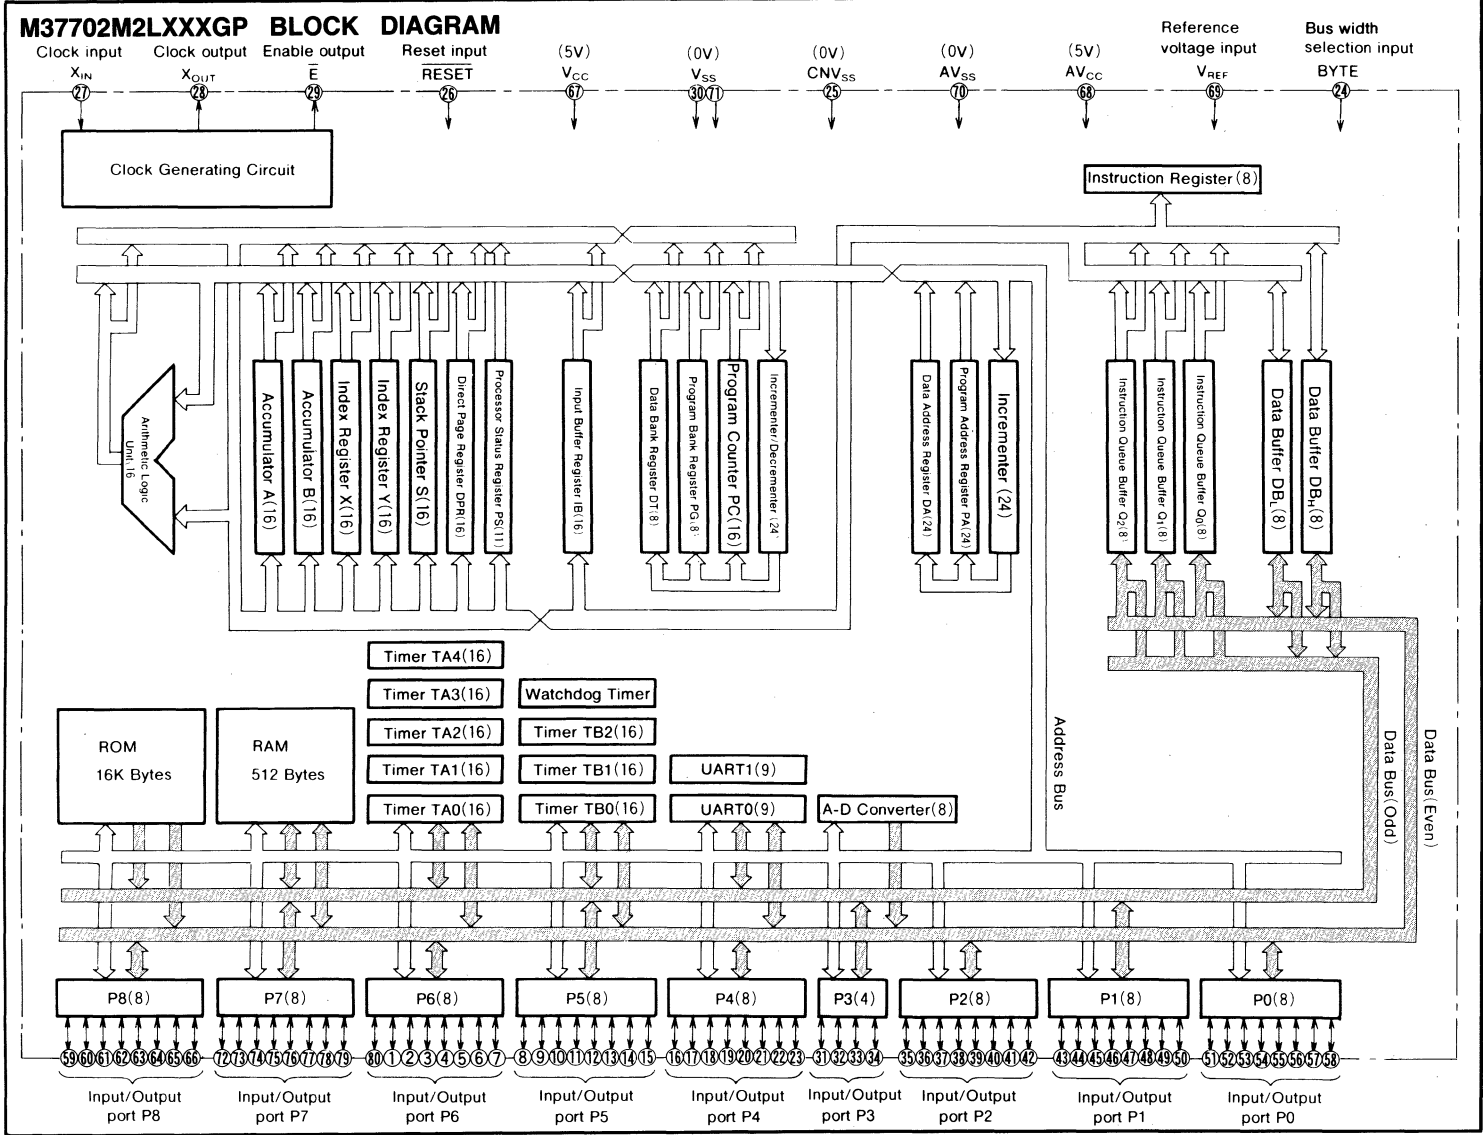 M37702M2LXXXGP BLOCK DIAGRAM
Clock input
XIN
27
Clock output
XOUT
28
Enable output
E
29
Reset input
RESET
26
(5V)
VCC
67
(0V)
VSS
30 71
(0V)
CNVSS
25
(0V)
AVSS
70
(5V)
AVCC
68
Reference
voltage input
VREF
69
Bus width
selection input
BYTE
24
Clock Generating Circuit
Instruction Register(8)
Arithmetic Logic
Unit(16
Accumulator A(16)
Accumulator B(16)
Index Register X(16)
Index Register Y(16)
Stack Pointer S(16)
Direct Page Register DPR(16)
Processor Status Register PS(11)
Input Buffer Register IB(16)
Data Bank Register DT(8)
Program Bank Register PG(8)
Program Counter PC(16)
Incrementer/Decrementer(24)
Data Address Register DA(24)
Program Address Register PA(24)
Incrementer(24)
Instruction Queue Buffer Q2(8)
Instruction Queue Buffer Q1(8)
Instruction Queue Buffer Q0(8)
Data Buffer DBL(8)
Data Buffer DBH(8)
Timer TA4(16)
Timer TA3(16)
Timer TA2(16)
Timer TA1(16)
Timer TA0(16)
Watchdog Timer
Timer TB2(16)
Timer TB1(16)
Timer TB0(16)
UART1(9)
UART0(9)
A-D Converter(8)
ROM
16K Bytes
RAM
512 Bytes
Address Bus
Data Bus(Odd)
Data Bus(Even)
P8(8)
P7(8)
P6(8)
P5(8)
P4(8)
P3(4)
P2(8)
P1(8)
P0(8)
59 60 61 62 63 64 65 66
72 73 74 75 76 77 78 79
80 1 2 3 4 5 6 7
8 9 10 11 12 13 14 15
16 17 18 19 20 21 22 23
31 32 33 34
35 36 37 38 39 40 41 42
43 44 45 46 47 48 49 50
51 52 53 54 55 56 57 58
Input/Output
port P8
Input/Output
port P7
Input/Output
port P6
Input/Output
port P5
Input/Output
port P4
Input/Output
port P3
Input/Output
port P2
Input/Output
port P1
Input/Output
port P0